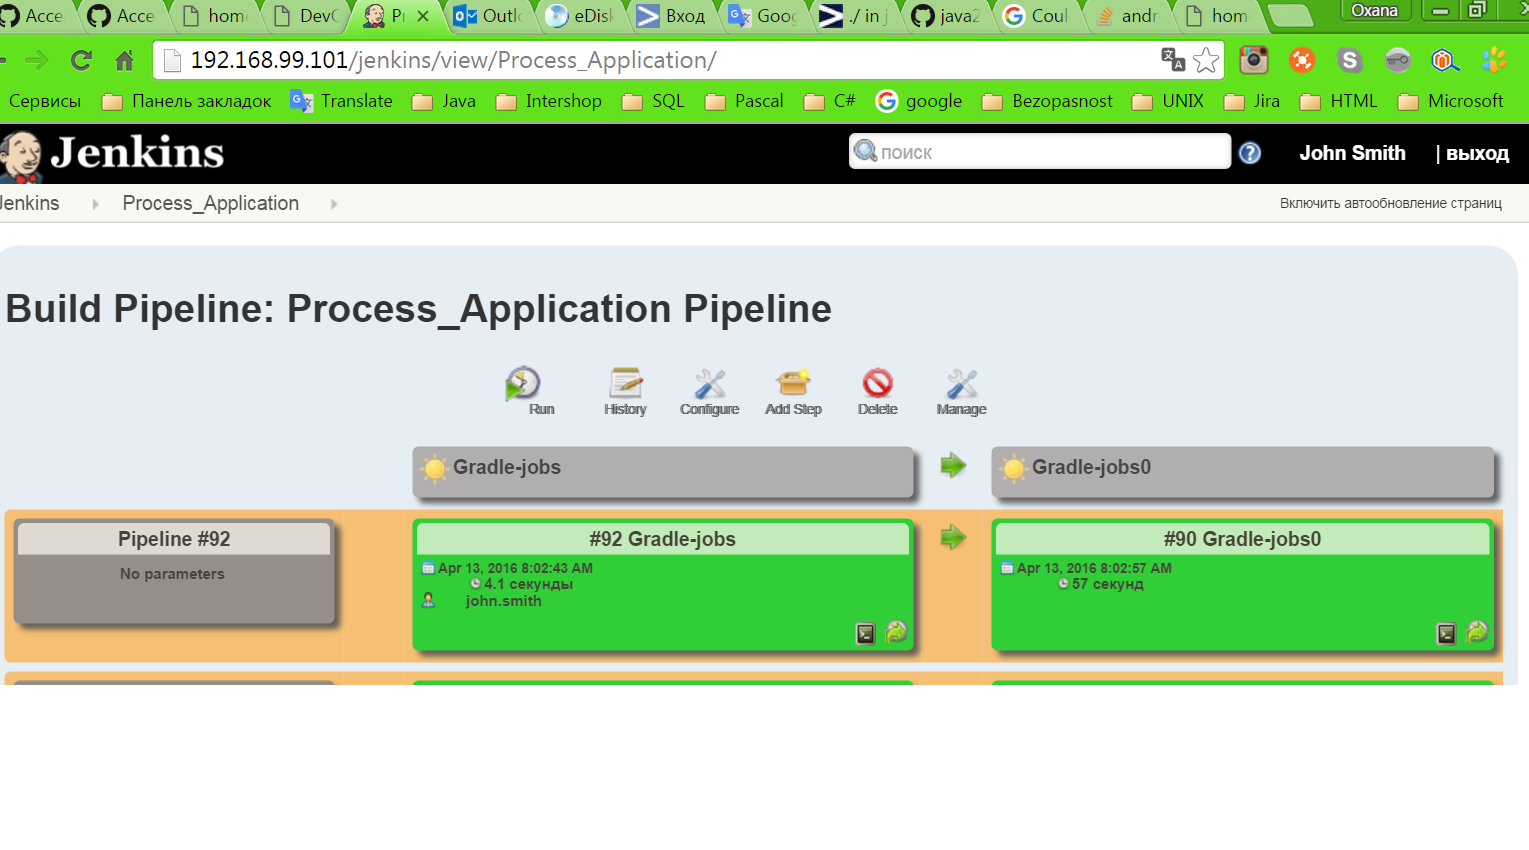 Acce Acce hom DevC Pr Outl eDisk Вход Goog ./ in j java2 Coul andr hom Oxana
192.168.99.101/jenkins/view/Process_Application/
Сервисы Панель закладок Translate Java Intershop SQL Pascal C# google Bezopasnost UNIX Jira HTML Microsoft
Jenkins поиск John Smith | выход
Jenkins Process_Application Включить автообновление страниц
Build Pipeline: Process_Application Pipeline
Run History Configure Add Step Delete Manage
Gradle-jobs Gradle-jobs0
Pipeline #92 #92 Gradle-jobs #90 Gradle-jobs0
No parameters Apr 13, 2016 8:02:43 AM Apr 13, 2016 8:02:57 AM
4.1 секунды 57 секунд
john.smith